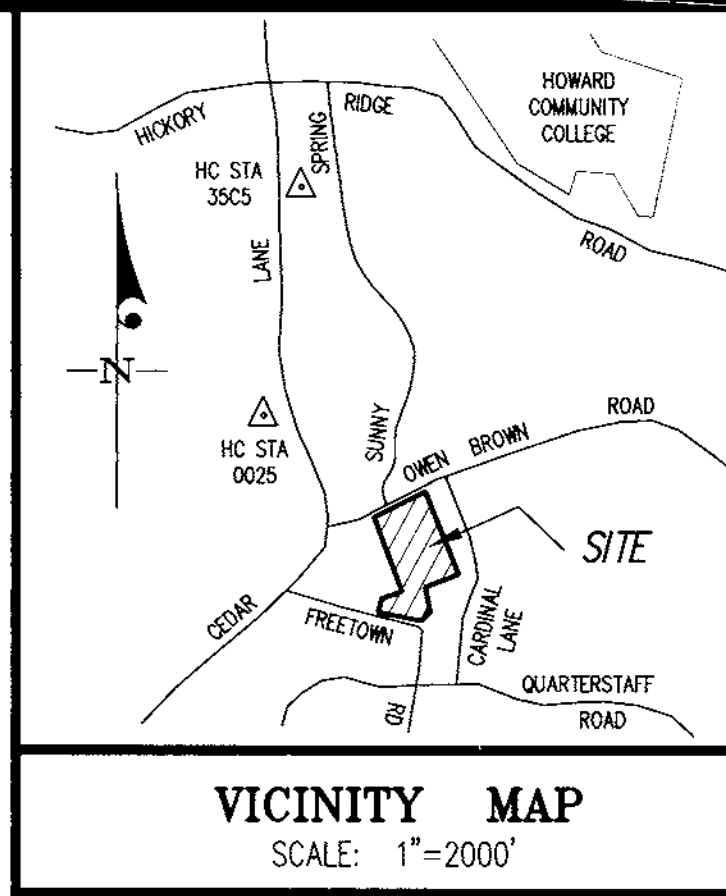 HOWARD
COMMUNITY
COLLEGE
HICKORY
RIDGE
ROAD
HC STA
35C5
SPRING
LANE
N
HC STA
0025
SUNNY
OWEN
BROWN
ROAD
SITE
CEDAR
FREETOWN
RD
CARDINAL
LANE
QUARTERSTAFF
ROAD
VICINITY MAP
SCALE: 1"=2000'